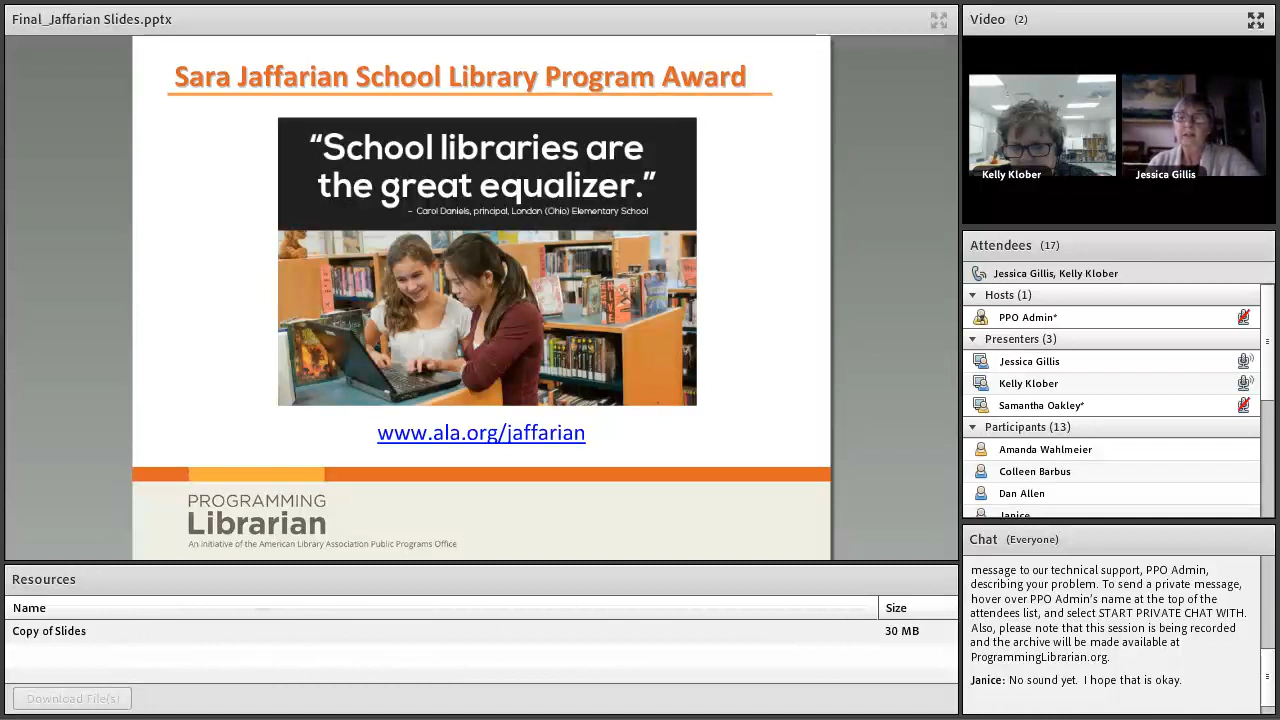 Final_Jaffarian Slides.pptx
Sara Jaffarian School Library Program Award
“School libraries are
the great equalizer.”
– Carol Daniels, principal, London (Ohio) Elementary School
www.ala.org/jaffarian
PROGRAMMING
Librarian
An initiative of the American Library Association Public Programs Office
Resources
Name Size
Copy of Slides 30 MB
Download File(s)
Video (2)
Kelly Klober Jessica Gillis
Attendees (17)
Jessica Gillis, Kelly Klober
Hosts (1)
PPO Admin*
Presenters (3)
Jessica Gillis
Kelly Klober
Samantha Oakley*
Participants (13)
Amanda Wahlmeier
Colleen Barbus
Dan Allen
Janice
Chat (Everyone)
message to our technical support, PPO Admin,
describing your problem. To send a private message,
hover over PPO Admin's name at the top of the
attendees list, and select START PRIVATE CHAT WITH.
Also, please note that this session is being recorded
and the archive will be made available at
ProgrammingLibrarian.org.
Janice: No sound yet. I hope that is okay.